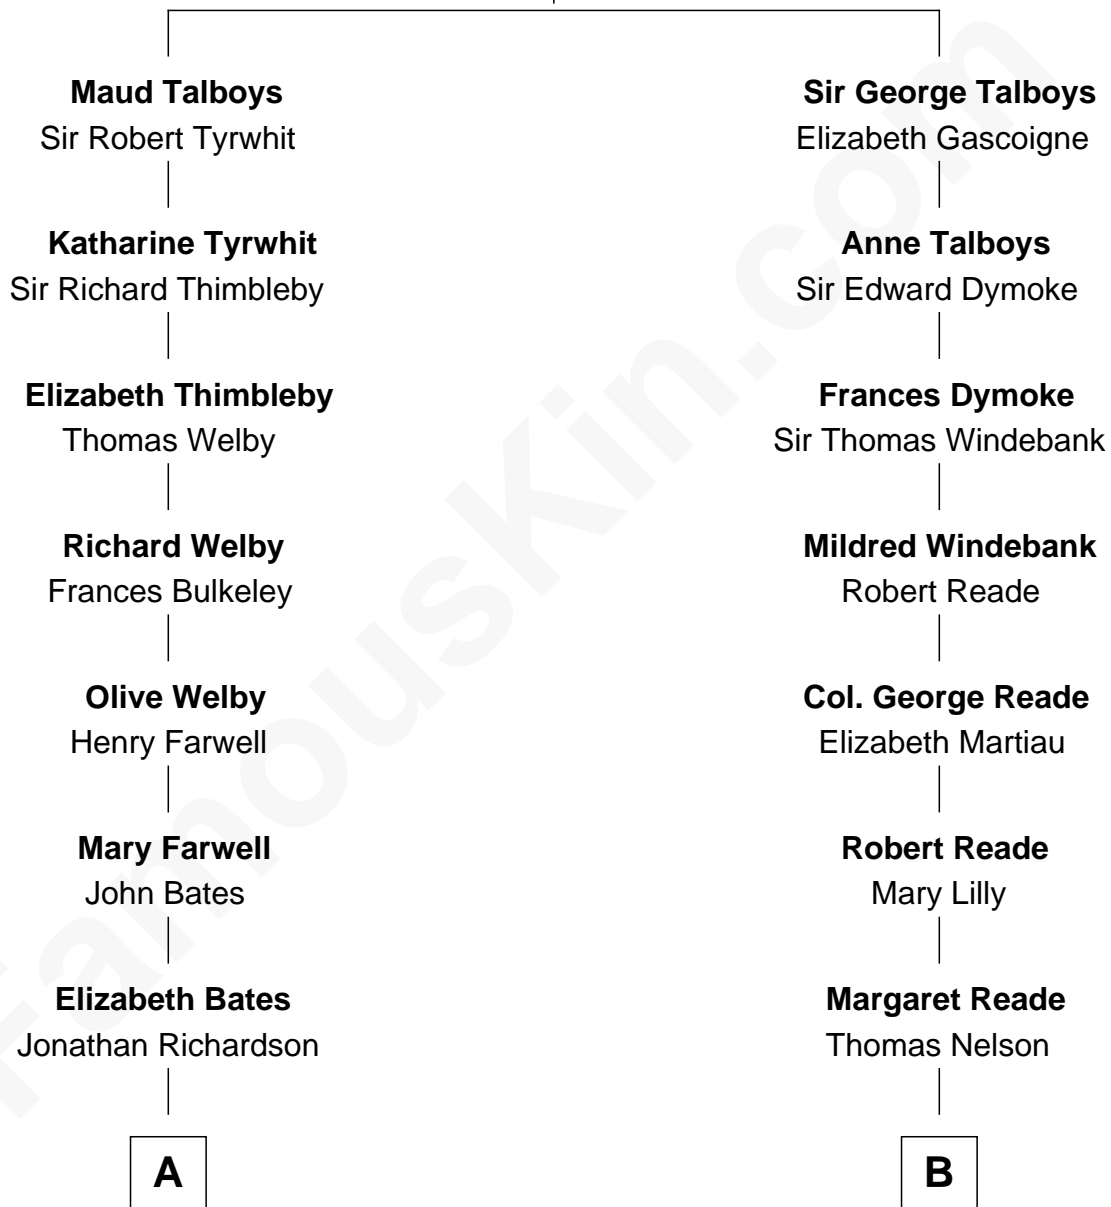 Maud Talboys
Sir Robert Tyrwhit
Katharine Tyrwhit
Sir Richard Thimbleby
Elizabeth Thimbleby
Thomas Welby
Richard Welby
Frances Bulkeley
Olive Welby
Henry Farwell
Mary Farwell
John Bates
Elizabeth Bates
Jonathan Richardson
A
Sir George Talboys
Elizabeth Gascoigne
Anne Talboys
Sir Edward Dymoke
Frances Dymoke
Sir Thomas Windebank
Mildred Windebank
Robert Reade
Col. George Reade
Elizabeth Martiau
Robert Reade
Mary Lilly
Margaret Reade
Thomas Nelson
B
FamousKin.com